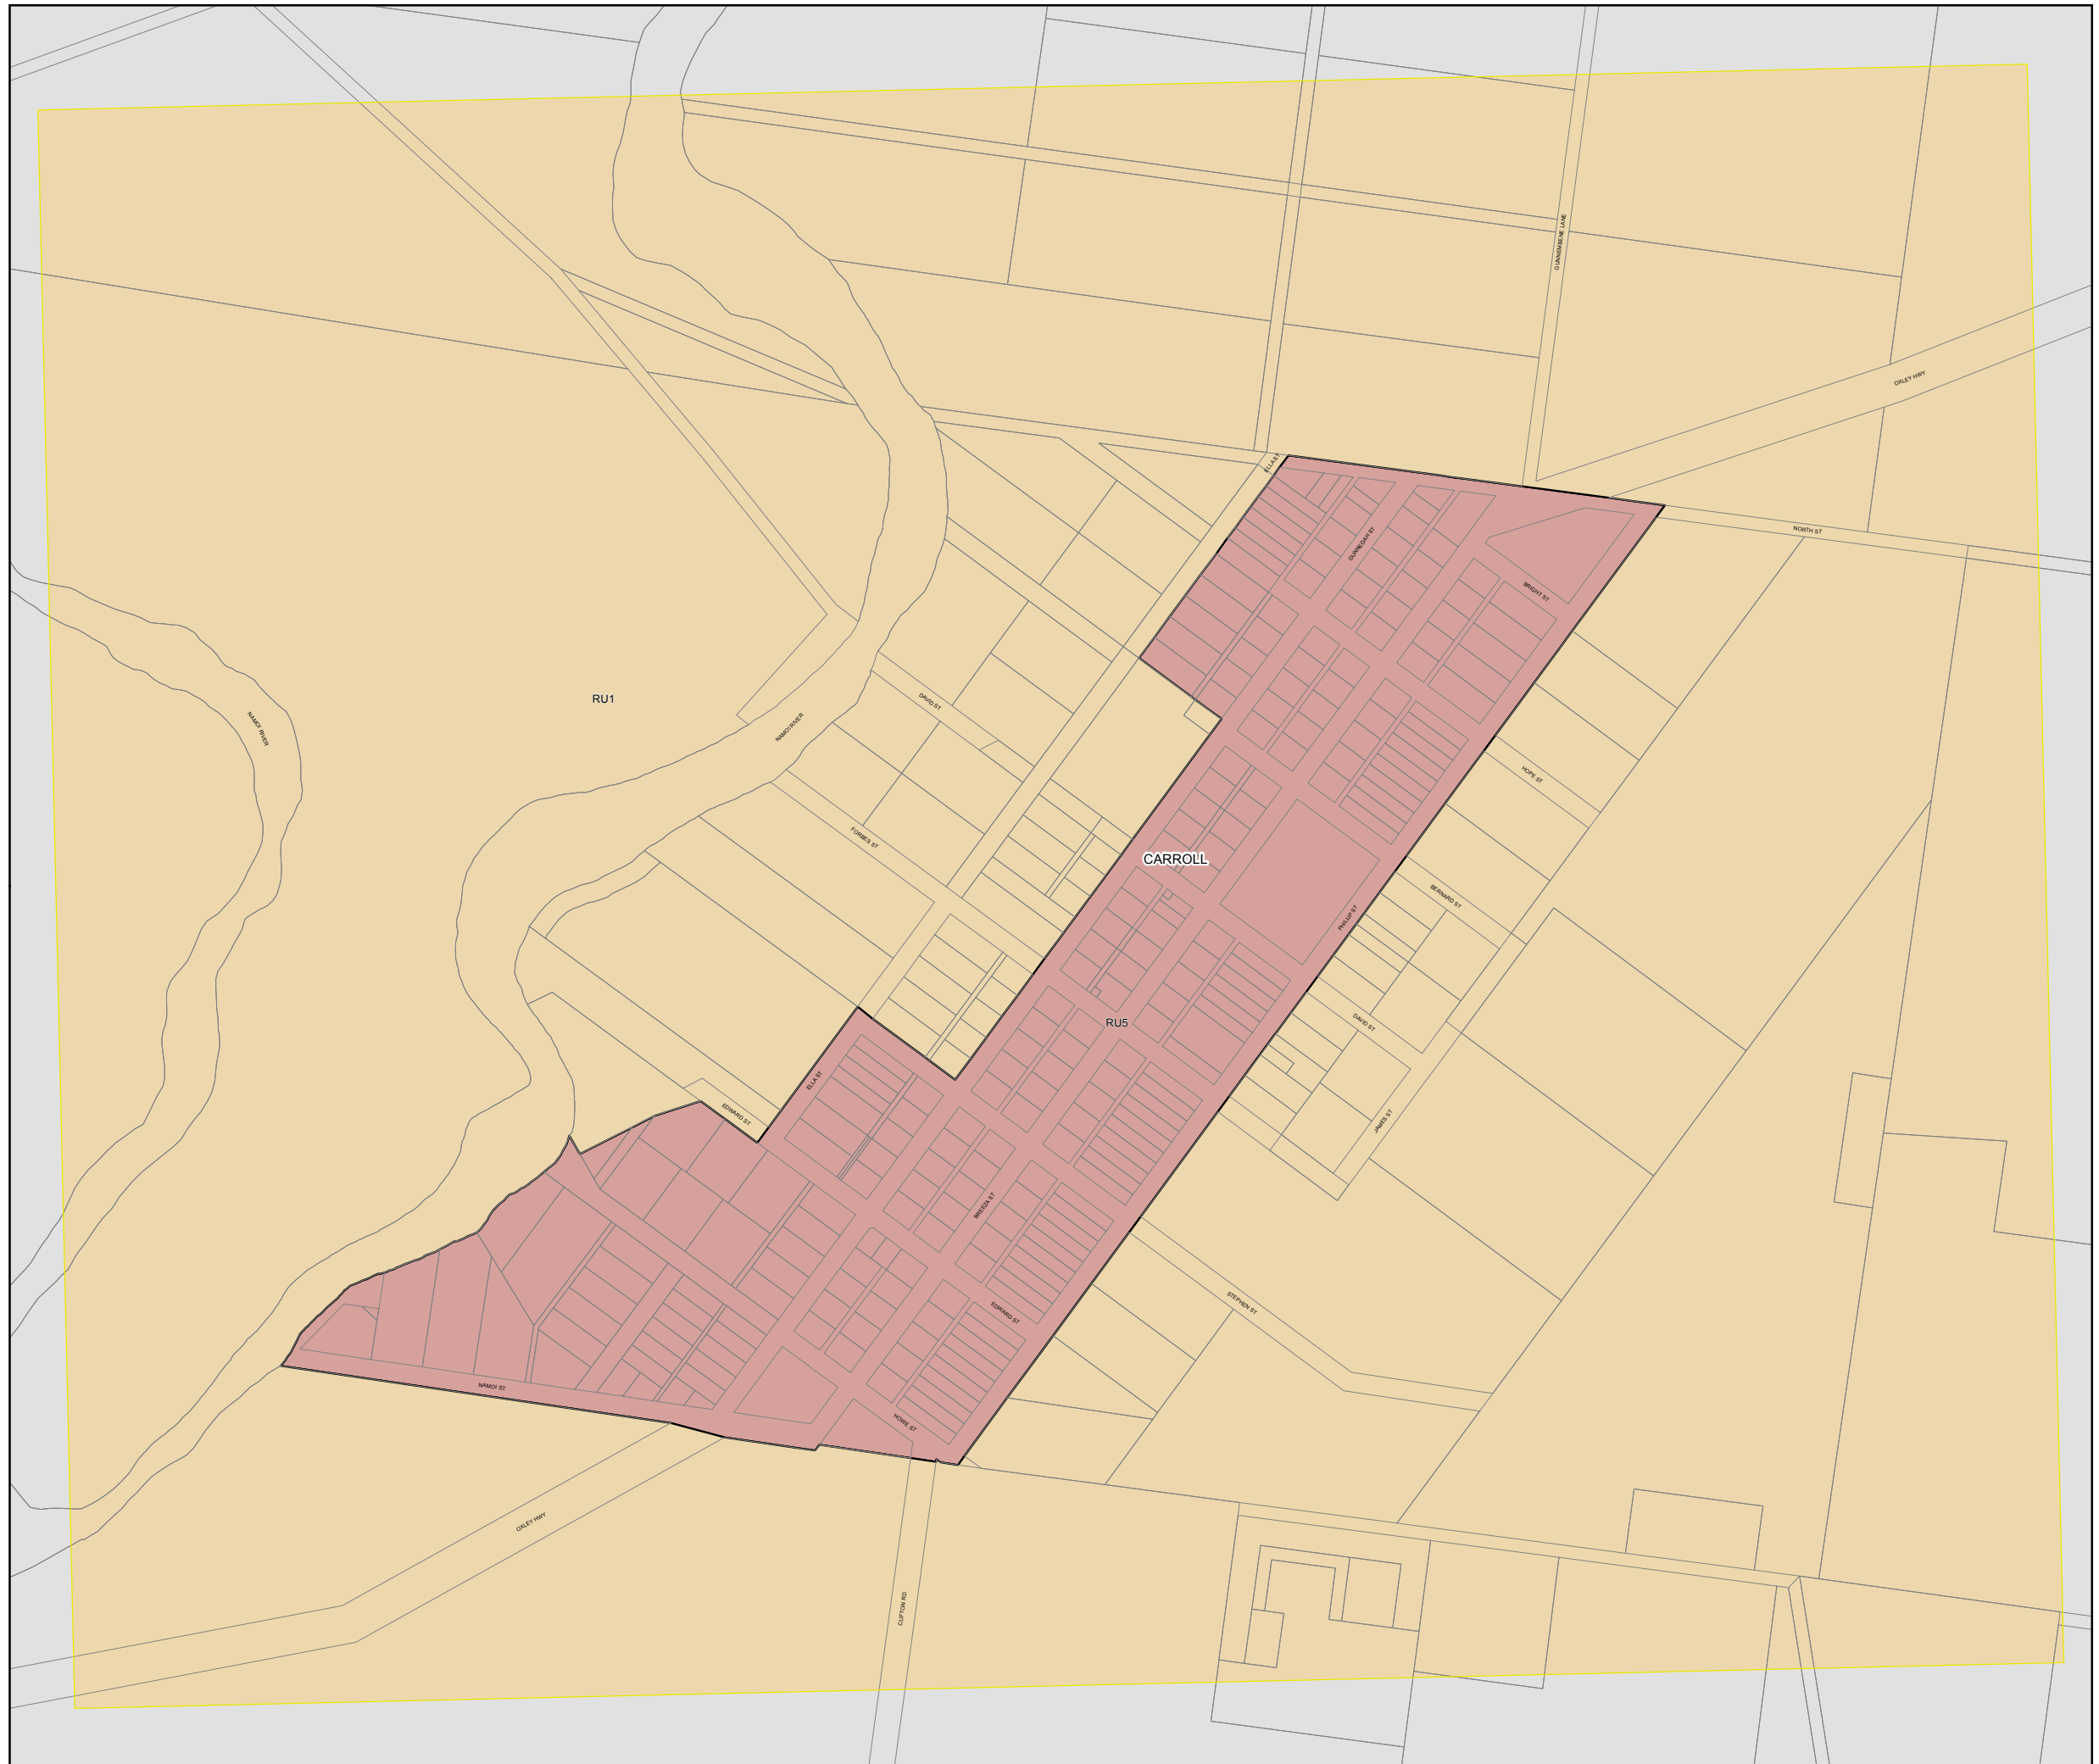 GUNNEMBENE LANE
OXLEY HWY
ELLA ST
NORTH ST
GUNNEDAH ST
BRIGHT ST
RU1
NAMOI RIVER
DAVID ST
NAMOI RIVER
HOPE ST
FORBES ST
CARROLL
BERNARD ST
PHILLIP ST
RU5
DAVID ST
ELLA ST
EDWARD ST
JAMES ST
BREEZA ST
STEPHEN ST
EDWARD ST
NAMOI ST
HOWE ST
OXLEY HWY
CLIFTON RD